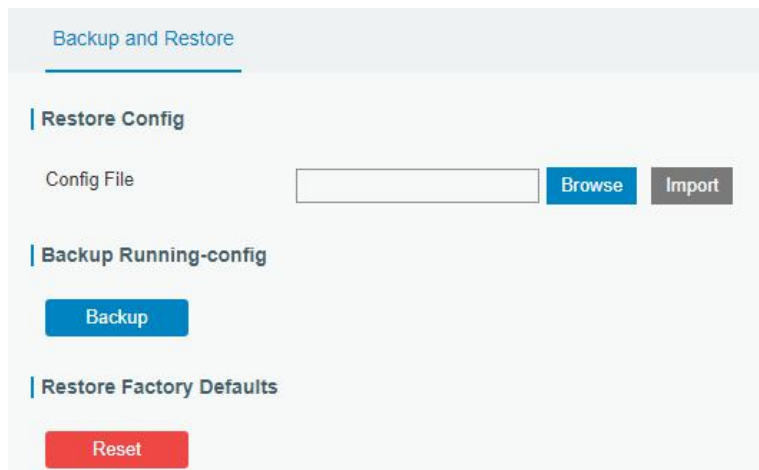 Backup and Restore
Restore Config
Config File Browse Import
Backup Running-config
Backup
Restore Factory Defaults
Reset